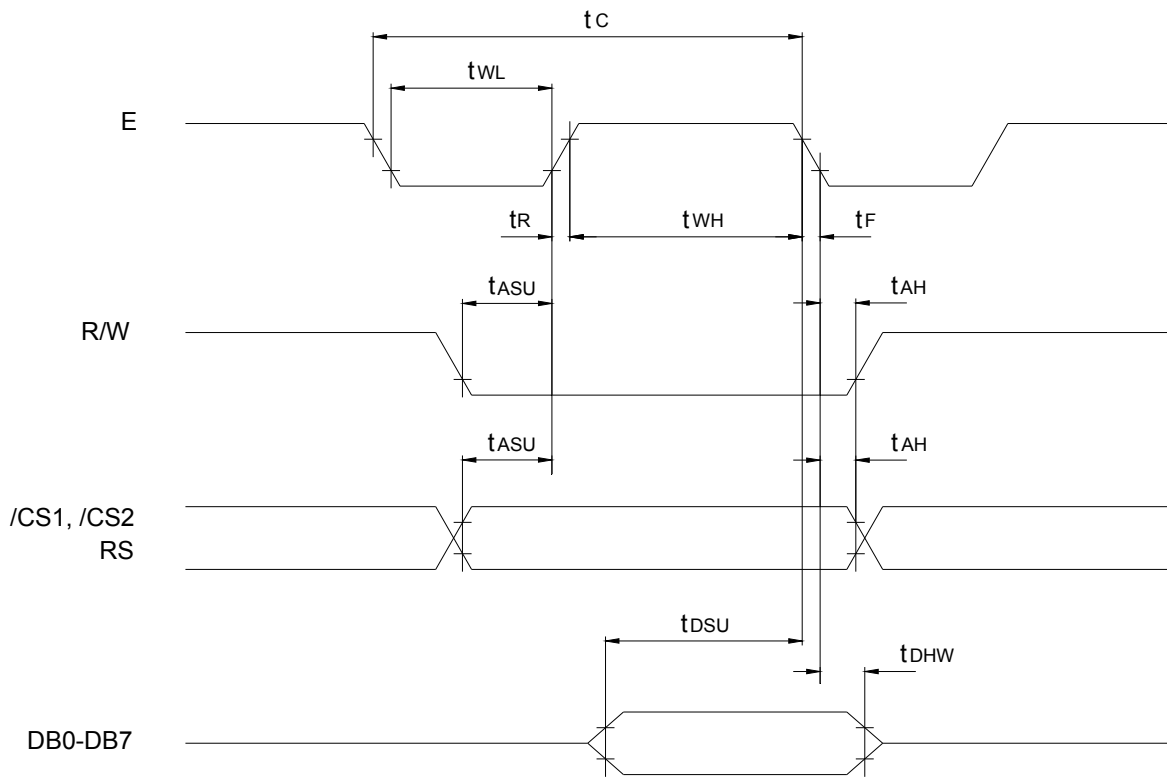 tC
tWL
E
tR
tWH
tF
tASU
tAH
R/W
tASU
tAH
/CS1, /CS2
RS
tDSU
tDHW
DB0-DB7